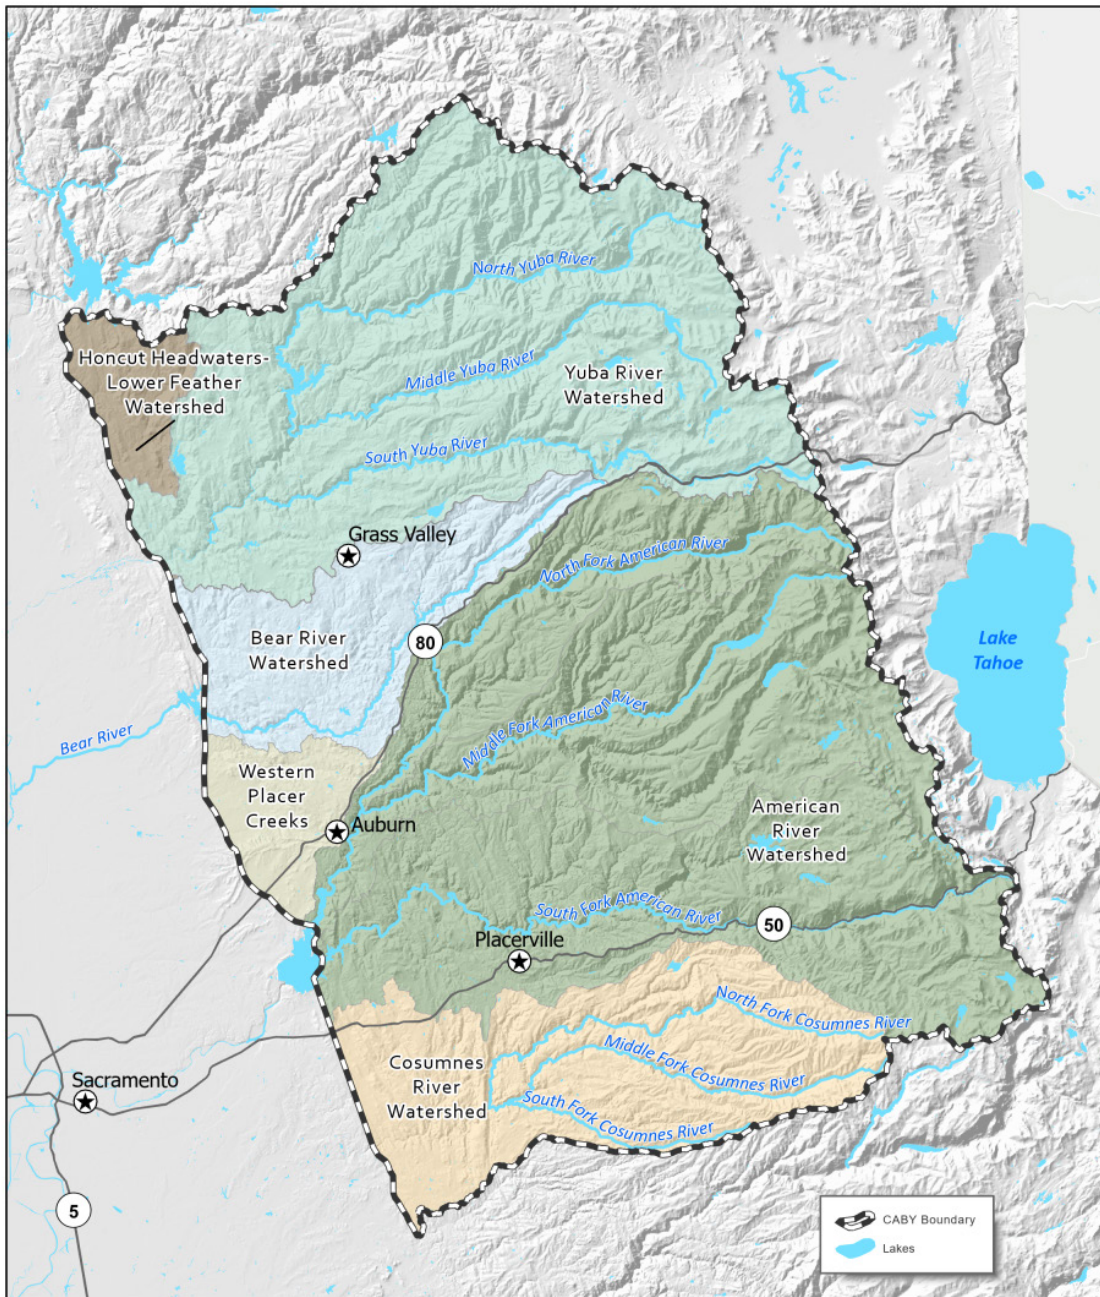 North Yuba River
Honcut Headwaters-
Lower Feather
Watershed
Middle Yuba River
Yuba River
Watershed
South Yuba River
Grass Valley
North Fork American River
80
Bear River
Watershed
Lake
Tahoe
Bear River
Middle Fork American River
Western
Placer
Creeks
Auburn
American
River
Watershed
South Fork American River
50
Placerville
North Fork Cosumnes River
Cosumnes
River
Watershed
Middle Fork Cosumnes River
South Fork Cosumnes River
Sacramento
5
CABY Boundary
Lakes